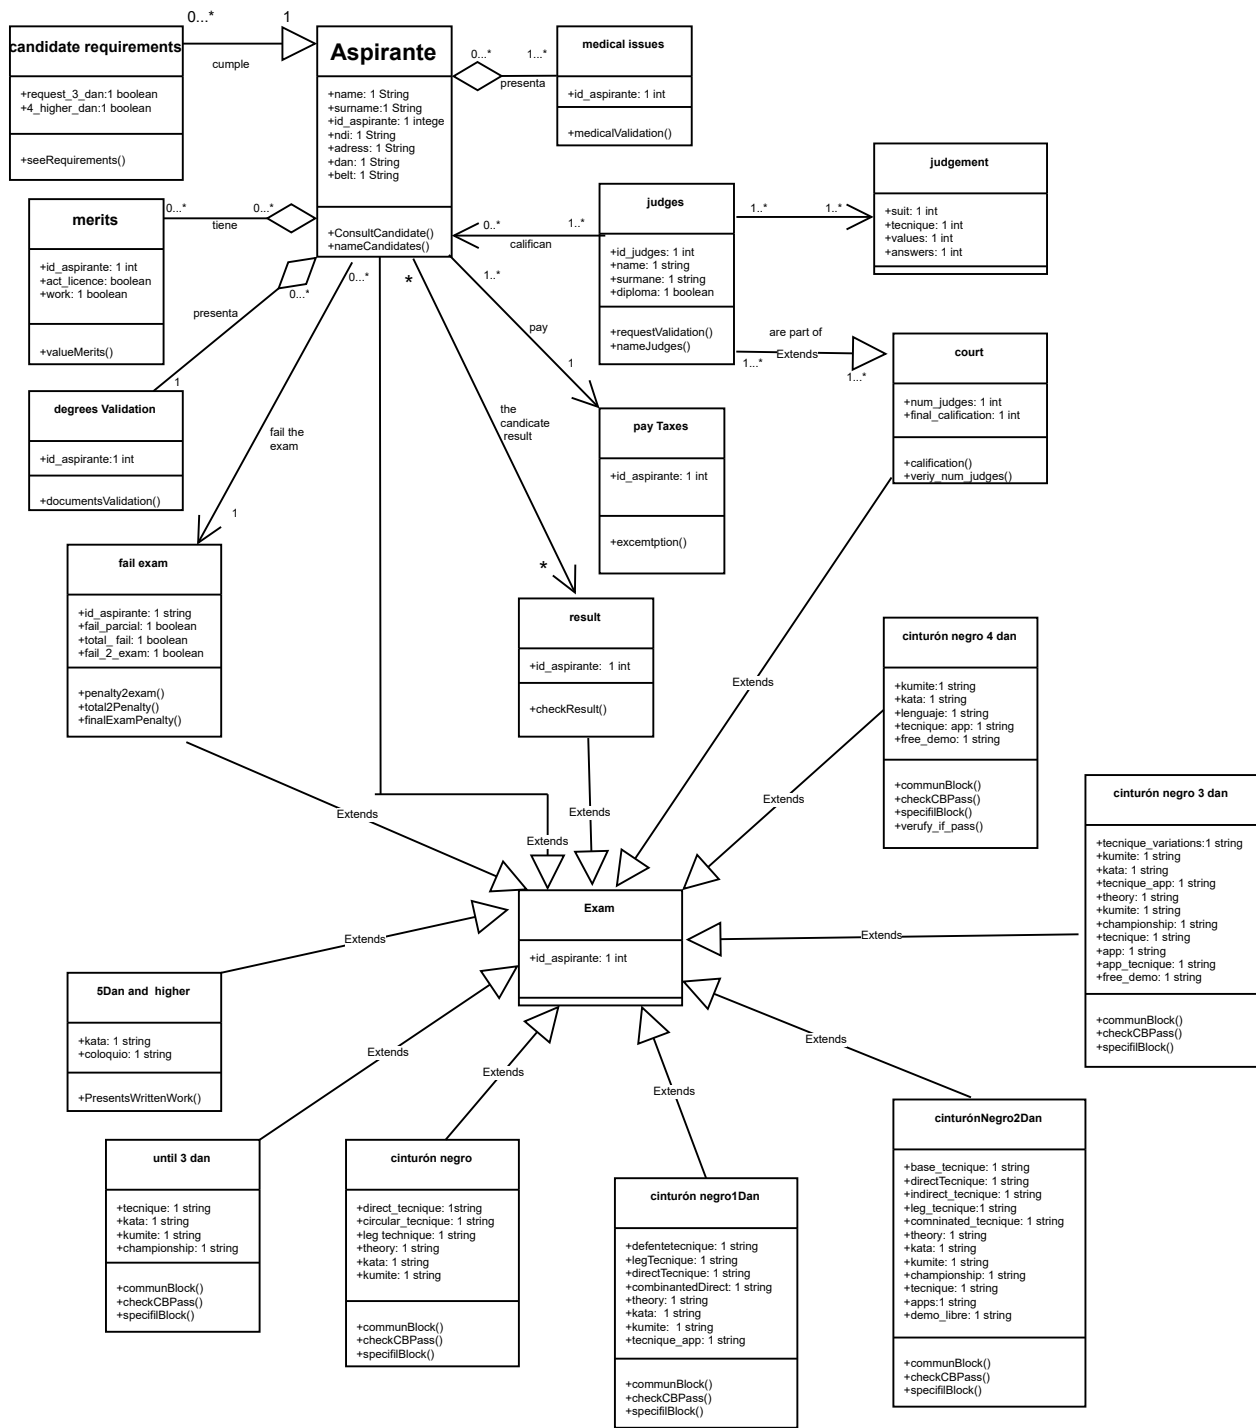 0...*
1
candidate requirements
cumple
+request_3_dan:1 boolean
+4_higher_dan:1 boolean
+seeRequirements()
Aspirante
+name: 1 String
+surname:1 String
+id_aspirante: 1 intege
+ndi: 1 String
+adress: 1 String
+dan: 1 String
+belt: 1 String
+ConsultCandidate()
+nameCandidates()
0...*
1...*
presenta
medical issues
+id_aspirante: 1 int
+medicalValidation()
judgement
+suit: 1 int
+tecnique: 1 int
+values: 1 int
+answers: 1 int
1..*
1..*
judges
+id_judges: 1 int
+name: 1 string
+surmane: 1 string
+diploma: 1 boolean
+requestValidation()
+nameJudges()
0..*
1..*
califican
merits
+id_aspirante: 1 int
+act_licence: boolean
+work: 1 boolean
+valueMerits()
0...*
0...*
tiene
0...*
presenta
1
degrees Validation
+id_aspirante:1 int
+documentsValidation()
0...*
fail the
exam
1
*
the
candicate
result
*
1..*
pay
1
pay Taxes
+id_aspirante: 1 int
+excemtption()
are part of
Extends
1...*
1...*
court
+num_judges: 1 int
+final_calification: 1 int
+calification()
+veriy_num_judges()
fail exam
+id_aspirante: 1 string
+fail_parcial: 1 boolean
+total_ fail: 1 boolean
+fail_2_exam: 1 boolean
+penalty2exam()
+total2Penalty()
+finalExamPenalty()
result
+id_aspirante:  1 int
+checkResult()
Extends
cinturón negro 4 dan
+kumite:1 string
+kata: 1 string
+lenguaje: 1 string
+tecnique: app: 1 string
+free_demo: 1 string
+communBlock()
+checkCBPass()
+specifilBlock()
+verufy_if_pass()
cinturón negro 3 dan
+tecnique_variations:1 string
+kumite: 1 string
+kata: 1 string
+tecnique_app: 1 string
+theory: 1 string
+kumite: 1 string
+championship: 1 string
+tecnique: 1 string
+app: 1 string
+app_tecnique: 1 string
+free_demo: 1 string
+communBlock()
+checkCBPass()
+specifilBlock()
Extends
Extends
Extends
Extends
Exam
+id_aspirante: 1 int
Extends
Extends
5Dan and  higher
+kata: 1 string
+coloquio: 1 string
+PresentsWrittenWork()
Extends
Extends
Extends
Extends
until 3 dan
+tecnique: 1 string
+kata: 1 string
+kumite: 1 string
+championship: 1 string
+communBlock()
+checkCBPass()
+specifilBlock()
cinturón negro
+direct_tecnique: 1string
+circular_tecnique: 1 string
+leg technique: 1 string
+theory: 1 string
+kata: 1 string
+kumite: 1 string
+communBlock()
+checkCBPass()
+specifilBlock()
cinturón negro1Dan
+defentetecnique: 1 string
+legTecnique: 1 string
+directTecnique: 1 string
+combinantedDirect: 1 string
+theory: 1 string
+kata:  1 string
+kumite:  1 string
+tecnique_app: 1 string
+communBlock()
+checkCBPass()
+specifilBlock()
cinturónNegro2Dan
+base_tecnique: 1 string
+directTecnique: 1 string
+indirect_tecnique: 1 string
+leg_tecnique:1 string
+comninated_tecnique: 1 string
+theory: 1 string
+kata: 1 string
+kumite: 1 string
+championship: 1 string
+tecnique: 1 string
+apps:1 string
+demo_libre: 1 string
+communBlock()
+checkCBPass()
+specifilBlock()